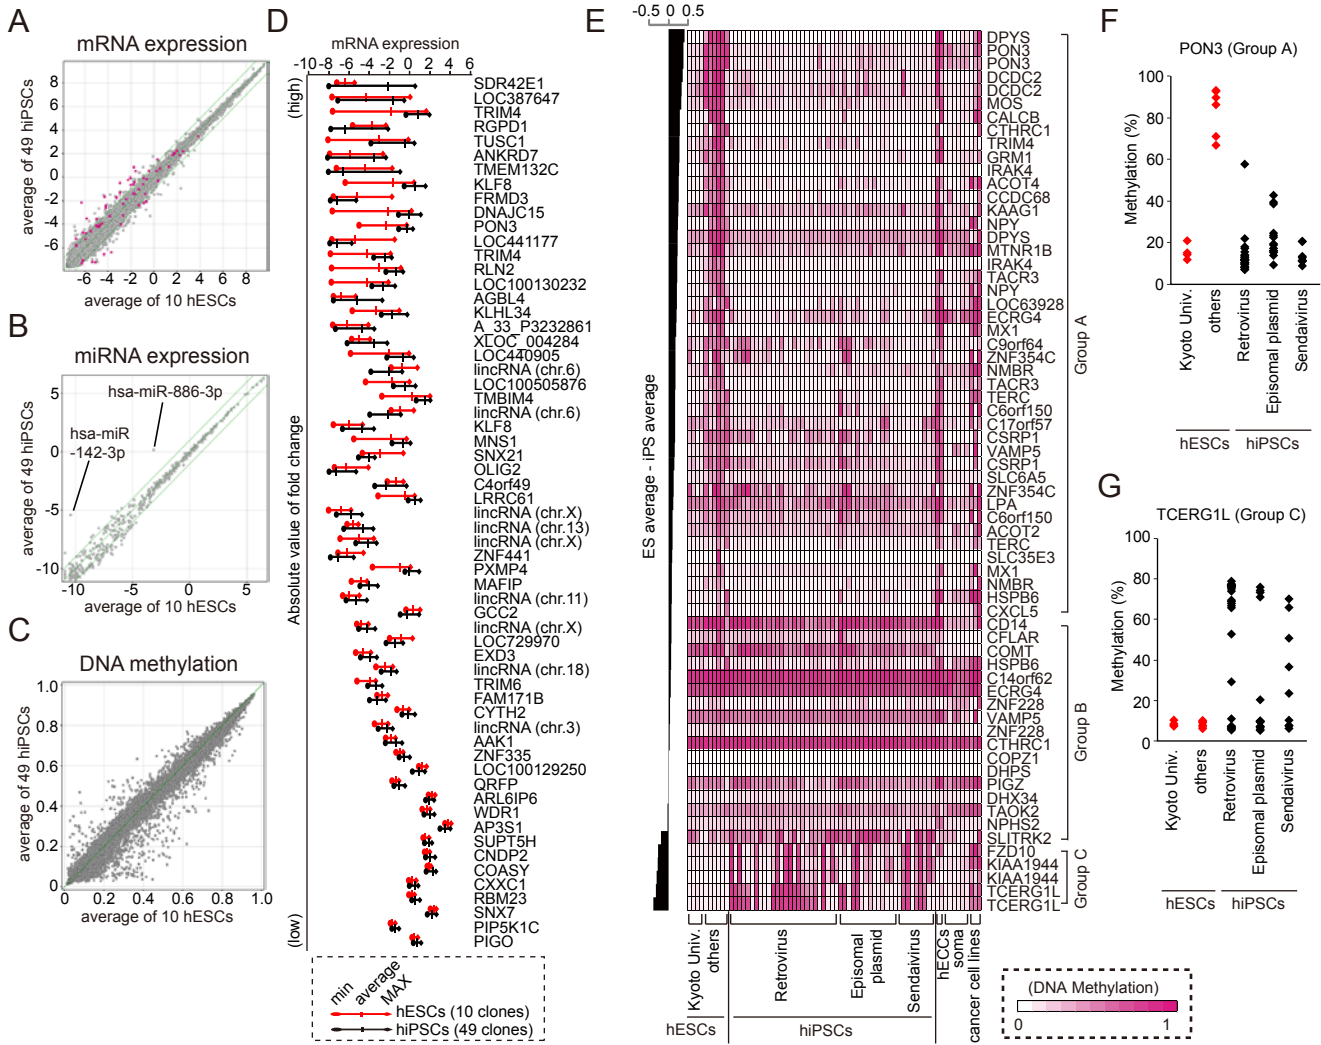 A
mRNA expression
average of 49 hiPSCs
8
6
4
2
0
-2
-4
-6
-6
-4
-2
0
2
4
6
8
average of 10 hESCs
B
miRNA expression
hsa-miR-886-3p
hsa-miR
-142-3p
average of 49 hiPSCs
5
0
-5
-10
-10
-5
0
5
average of 10 hESCs
C
DNA methylation
average of 49 hiPSCs
1.0
0.8
0.6
0.4
0.2
0
0
0.2
0.4
0.6
0.8
1.0
average of 10 hESCs
D
mRNA expression
-10 -8 -6 -4 -2 0 2 4 6
(high)
Absolute value of fold change
(low)
SDR42E1
LOC387647
TRIM4
RGPD1
TUSC1
ANKRD7
TMEM132C
KLF8
FRMD3
DNAJC15
PON3
LOC441177
TRIM4
RLN2
LOC100130232
AGBL4
KLHL34
A_33_P3232861
XLOC_004284
LOC440905
lincRNA (chr.6)
LOC100505876
TMBIM4
lincRNA (chr.6)
KLF8
MNS1
SNX21
OLIG2
C4orf49
LRRC61
lincRNA (chr.X)
lincRNA (chr.13)
lincRNA (chr.X)
ZNF441
PXMP4
MAFIP
lincRNA (chr.11)
GCC2
lincRNA (chr.X)
LOC729970
EXD3
lincRNA (chr.18)
TRIM6
FAM171B
CYTH2
lincRNA (chr.3)
AAK1
ZNF335
LOC100129250
QRFP
ARL6IP6
WDR1
AP3S1
SUPT5H
CNDP2
COASY
CXXC1
RBM23
SNX7
PIP5K1C
PIGO
min
average
MAX
hESCs (10 clones)
hiPSCs (49 clones)
E
-0.5 0 0.5
ES average - iPS average
DPYS
PON3
PON3
DCDC2
DCDC2
MOS
CALCB
CTHRC1
TRIM4
GRM1
IRAK4
ACOT4
CCDC68
KAAG1
NPY
DPYS
MTNR1B
IRAK4
TACR3
NPY
LOC63928
ECRG4
MX1
C9orf64
ZNF354C
NMBR
TACR3
TERC
C6orf150
C17orf57
CSRP1
VAMP5
CSRP1
SLC6A5
ZNF354C
LPA
C6orf150
ACOT2
TERC
SLC35E3
MX1
NMBR
HSPB6
CXCL5
CD14
CFLAR
COMT
HSPB6
C14orf62
ECRG4
ZNF228
VAMP5
ZNF228
CTHRC1
COPZ1
DHPS
PIGZ
DHX34
TAOK2
NPHS2
SLITRK2
FZD10
KIAA1944
KIAA1944
TCERG1L
TCERG1L
Group A
Group B
Group C
Kyoto Univ.
others
Retrovirus
Episomal
plasmid
Sendaivirus
hECCs
soma
cancer cell lines
hESCs
hiPSCs
(DNA Methylation)
0
1
F
PON3 (Group A)
Methylation (%)
100
80
60
40
20
0
Kyoto Univ.
others
Retrovirus
Episomal plasmid
Sendaivirus
hESCs
hiPSCs
G
TCERG1L (Group C)
Methylation (%)
100
80
60
40
20
0
Kyoto Univ.
others
Retrovirus
Episomal plasmid
Sendaivirus
hESCs
hiPSCs